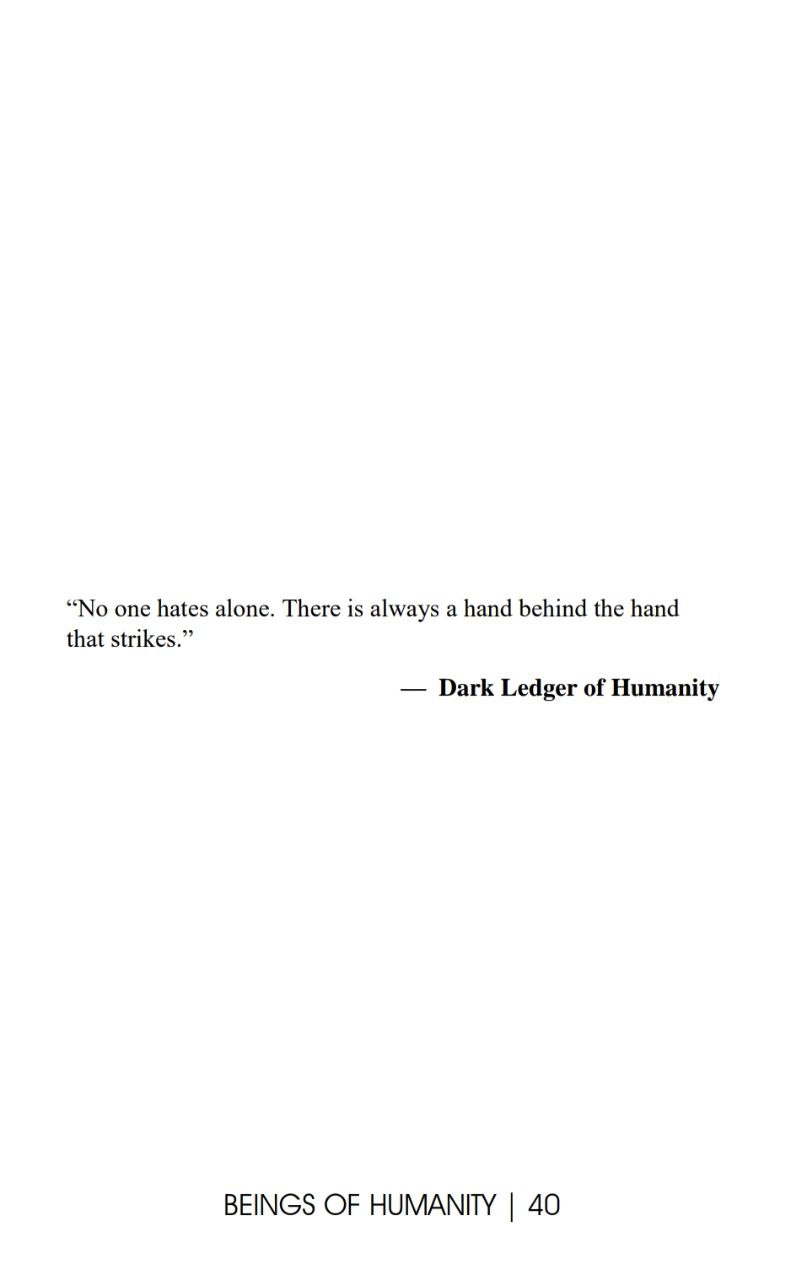 “No one hates alone. There is always a hand behind the hand
that strikes.”
— Dark Ledger of Humanity
BEINGS OF HUMANITY | 40